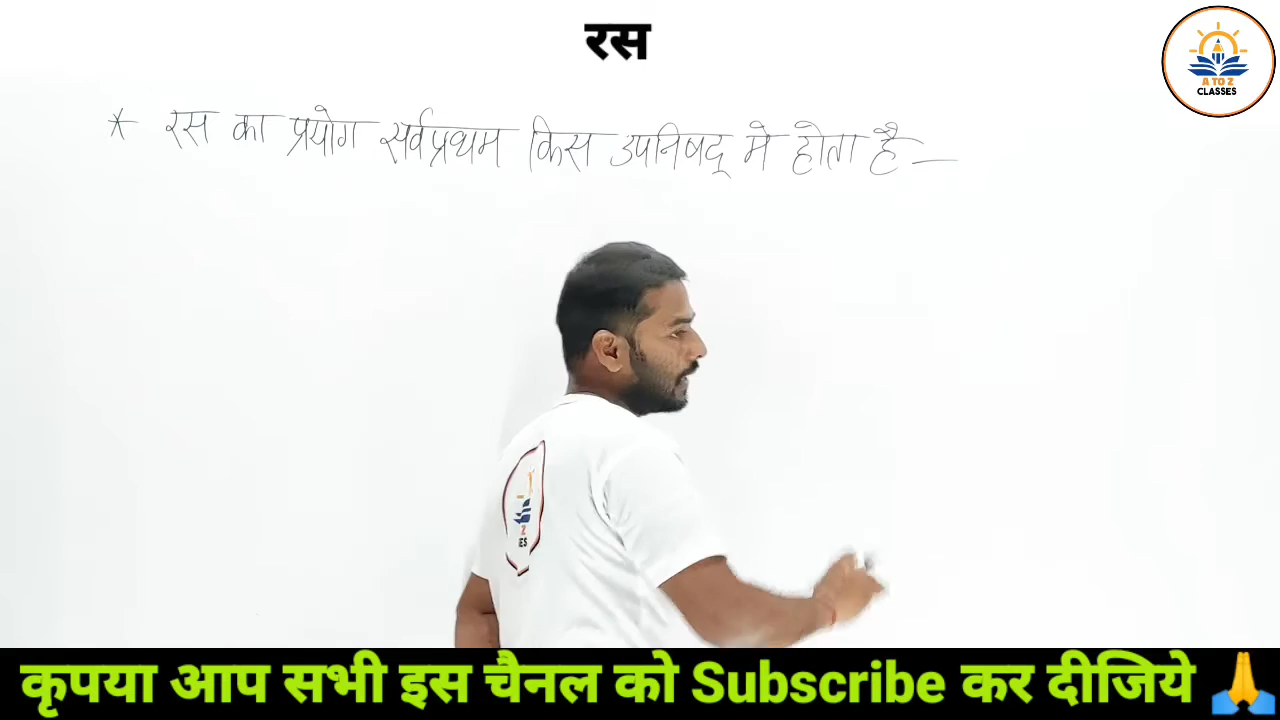 रस
A TO Z
CLASSES
* रस का प्रयोग सर्वप्रथम किस उपनिषद् मे होता है-
कृपया आप सभी इस चैनल को Subscribe कर दीजिये 🙏